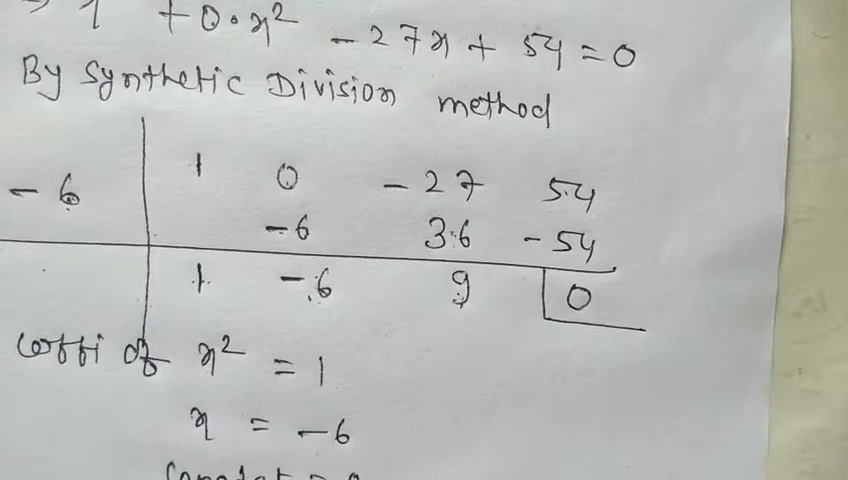 + 0·x² - 27x + 54 = 0
By Synthetic Division method
- 6 1 0 - 27 54
- 6 36 - 54
1 - 6 9 0
coffi of x² = 1
x = - 6